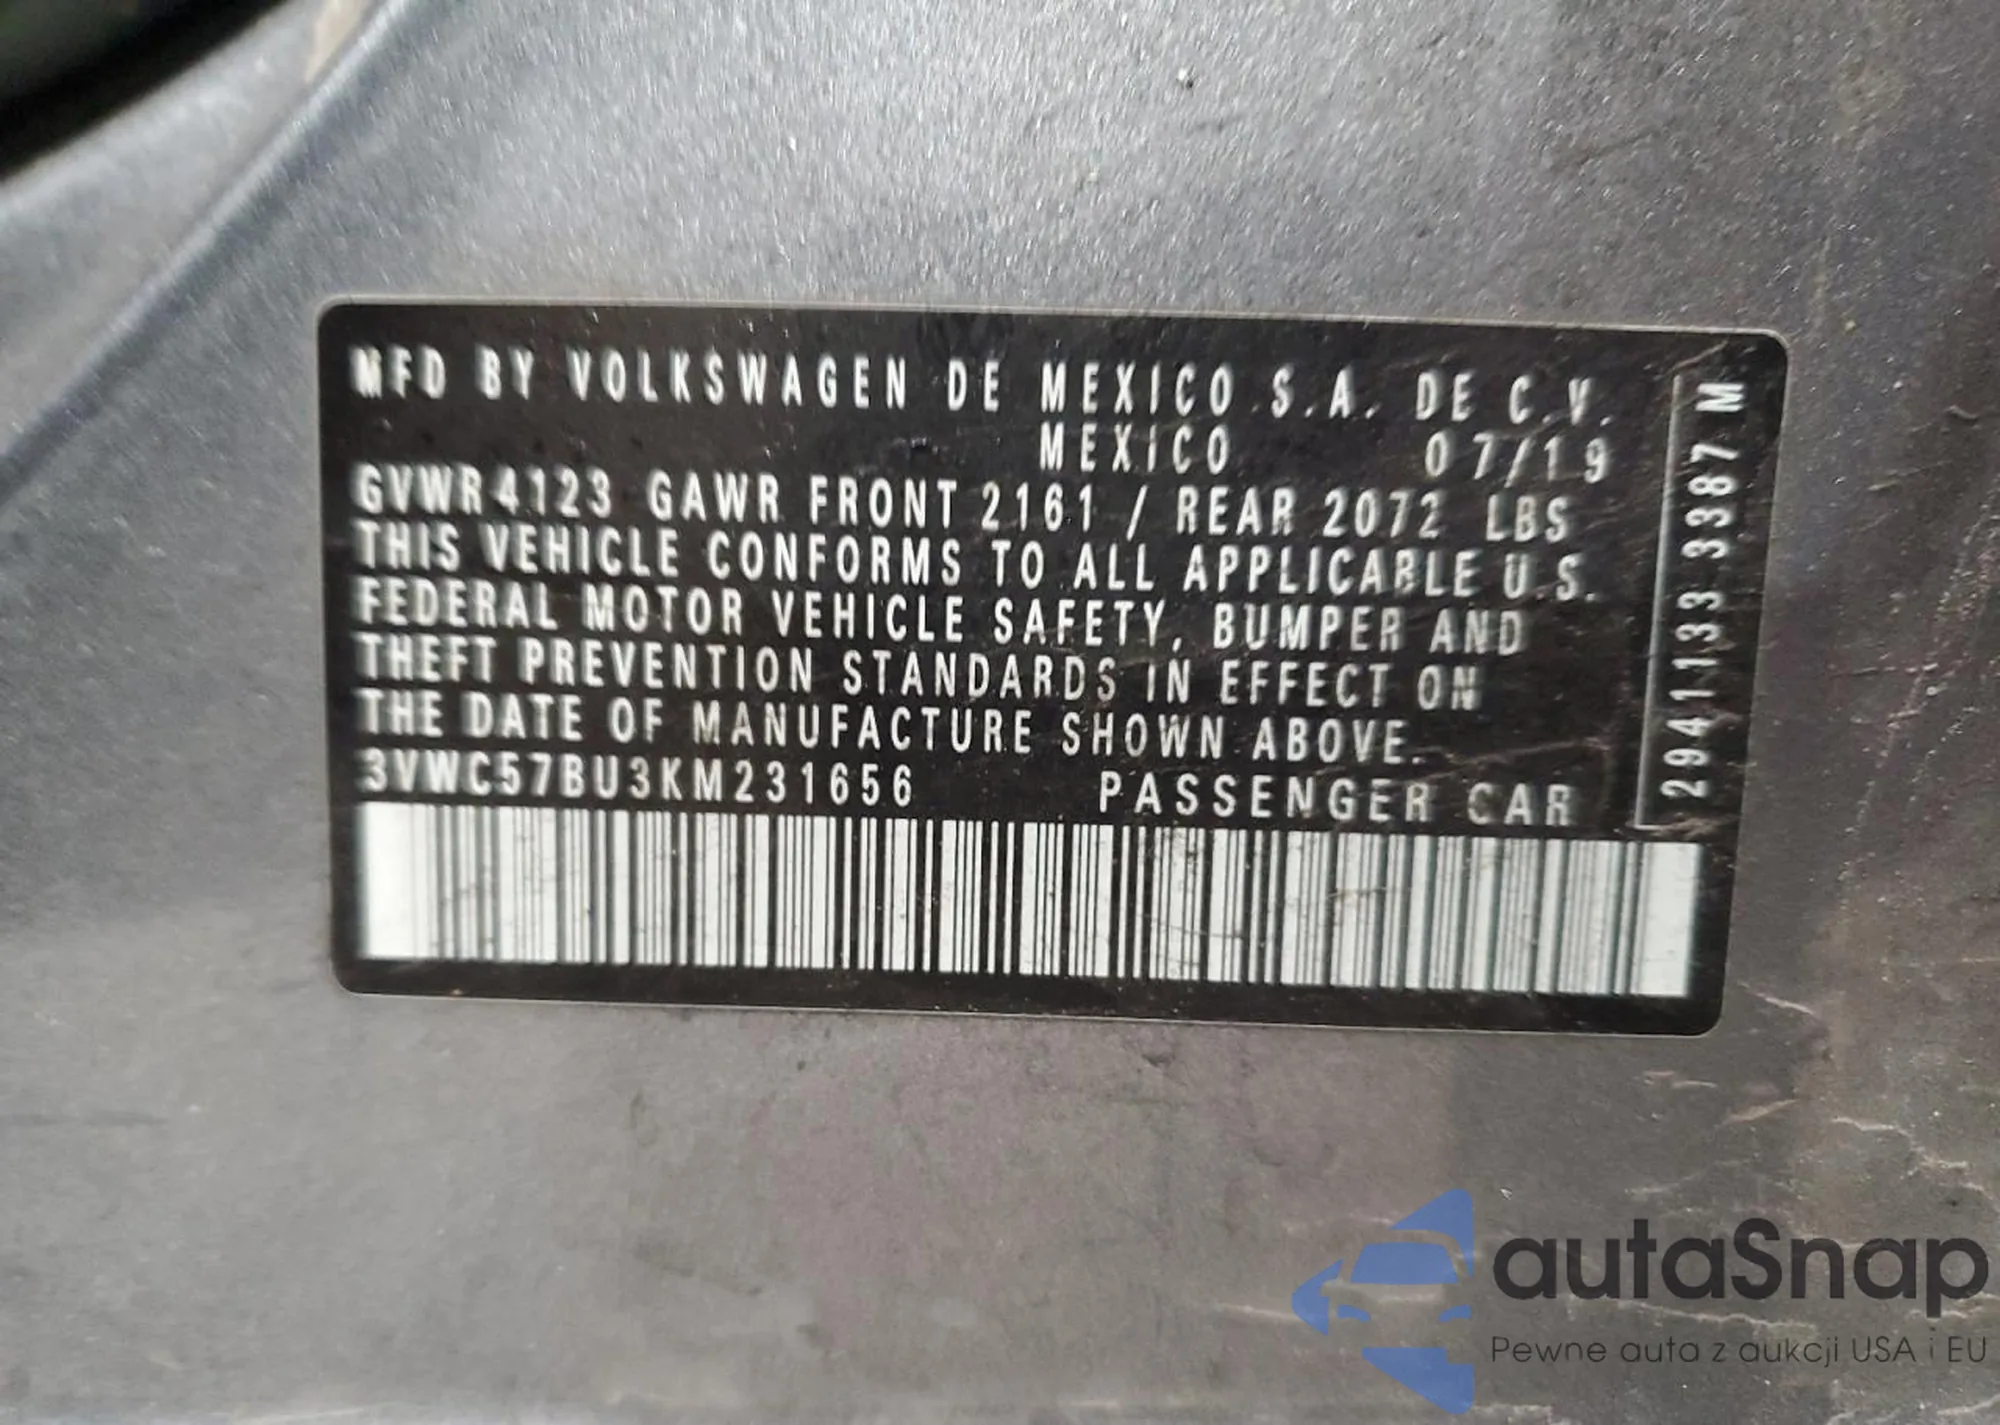 MFD BY VOLKSWAGEN DE MEXICO S.A. DE C.V.
MEXICO 07/19
GVWR4123 GAWR FRONT 2161 / REAR 2072 LBS
THIS VEHICLE CONFORMS TO ALL APPLICABLE U.S.
FEDERAL MOTOR VEHICLE SAFETY, BUMPER AND
THEFT PREVENTION STANDARDS IN EFFECT ON
THE DATE OF MANUFACTURE SHOWN ABOVE.
3VWC57BU3KM231656 PASSENGER CAR
294113333387 M
autaSnap
Pewne auta z aukcji USA i EU